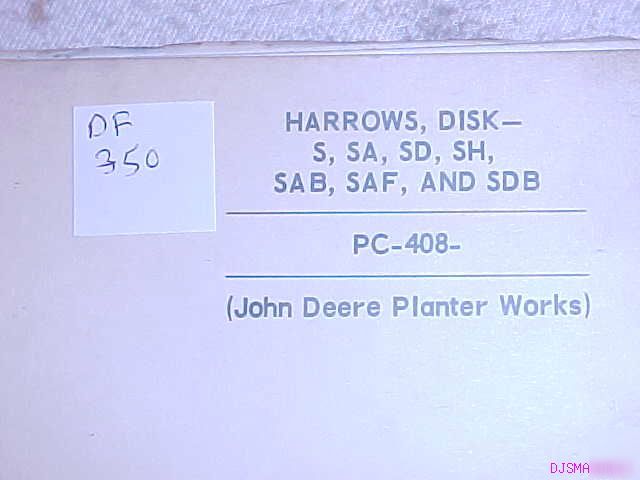 DF
350
HARROWS, DISK—
S, SA, SD, SH,
SAB, SAF, AND SDB
PC-408-
(John Deere Planter Works)
DJSMA